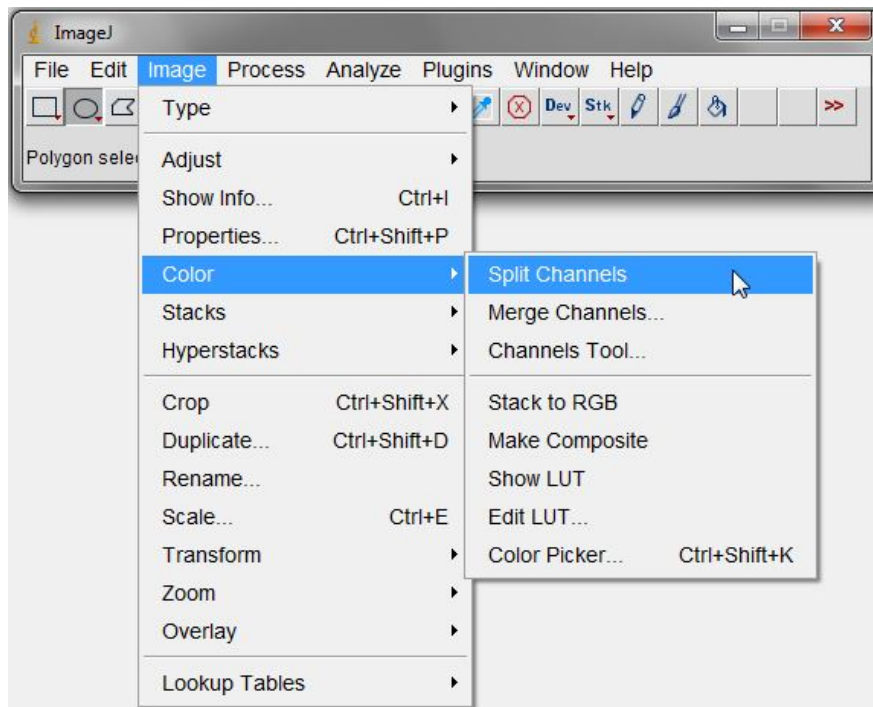 ImageJ
File Edit Image Process Analyze Plugins Window Help
Dev Stk >>
Polygon sele
Type
Adjust
Show Info... Ctrl+I
Properties... Ctrl+Shift+P
Color
Stacks
Hyperstacks
Crop Ctrl+Shift+X
Duplicate... Ctrl+Shift+D
Rename...
Scale... Ctrl+E
Transform
Zoom
Overlay
Lookup Tables
Split Channels
Merge Channels...
Channels Tool...
Stack to RGB
Make Composite
Show LUT
Edit LUT...
Color Picker... Ctrl+Shift+K